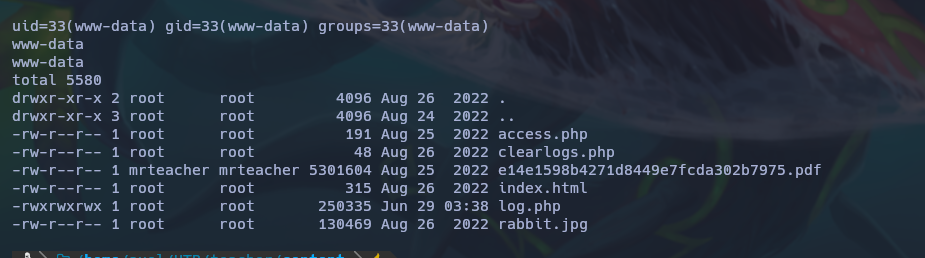 uid=33(www-data) gid=33(www-data) groups=33(www-data)
www-data
www-data
total 5580
drwxr-xr-x 2 root      root         4096 Aug 26  2022 .
drwxr-xr-x 3 root      root         4096 Aug 24  2022 ..
-rw-r--r-- 1 root      root          191 Aug 25  2022 access.php
-rw-r--r-- 1 root      root           48 Aug 26  2022 clearlogs.php
-rw-r--r-- 1 mrteacher mrteacher 5301604 Aug 25  2022 e14e1598b4271d8449e7fcda302b7975.pdf
-rw-r--r-- 1 root      root          315 Aug 26  2022 index.html
-rwxrwxrwx 1 root      root       250335 Jun 29 03:38 log.php
-rw-r--r-- 1 root      root       130469 Aug 26  2022 rabbit.jpg